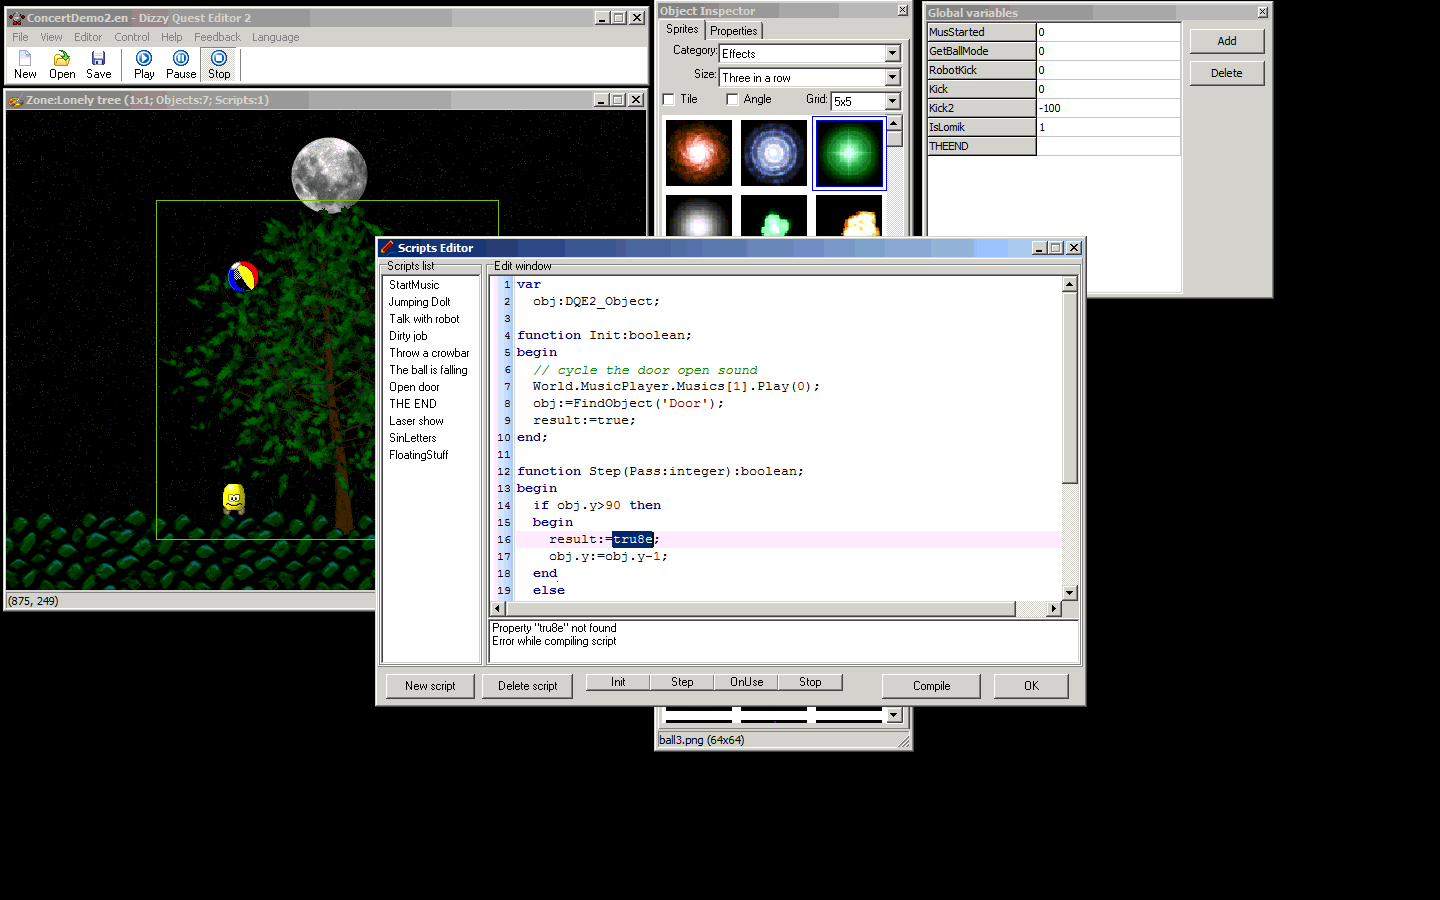 ConcertDemo2.en - Dizzy Quest Editor 2
File View Editor Control Help Feedback Language
New Open Save Play Pause Stop
Zone:Lonely tree (1x1; Objects:7; Scripts:1)
(875, 249)
Object Inspector
Sprites Properties
Category: Effects
Size: Three in a row
Tile Angle Grid: 5x5
ball3.png (64x64)
Global variables
MusStarted 0
GetBallMode 0
RobotKick 0
Kick 0
Kick2 -100
IsLomik 1
THEEND
Add
Delete
Scripts Editor
Scripts list
StartMusic
Jumping Dolt
Talk with robot
Dirty job
Throw a crowbar
The ball is falling
Open door
THE END
Laser show
SinLetters
FloatingStuff
Edit window
1 var
2 obj:DQE2_Object;
3
4 function Init:boolean;
5 begin
6 // cycle the door open sound
7 World.MusicPlayer.Musics[1].Play(0);
8 obj:=FindObject('Door');
9 result:=true;
10 end;
11
12 function Step(Pass:integer):boolean;
13 begin
14 if obj.y>90 then
15 begin
16 result:=tru8e;
17 obj.y:=obj.y-1;
18 end
19 else
Property "tru8e" not found
Error while compiling script
New script Delete script Init Step OnUse Stop Compile OK